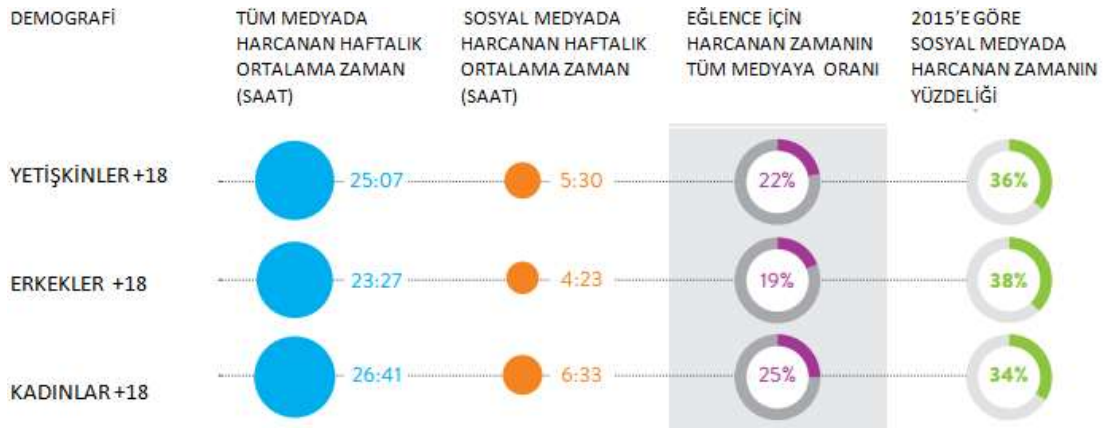 DEMOGRAFİ
TÜM MEDYADA
HARCANAN HAFTALIK
ORTALAMA ZAMAN
(SAAT)
SOSYAL MEDYADA
HARCANAN HAFTALIK
ORTALAMA ZAMAN
(SAAT)
EĞLENCE İÇİN
HARCANAN ZAMANIN
TÜM MEDYAYA ORANI
2015'E GÖRE
SOSYAL MEDYADA
HARCANAN ZAMANIN
YÜZDELİĞİ
YETİŞKİNLER +18 25:07 5:30 22% 36%
ERKEKLER +18 23:27 4:23 19% 38%
KADINLAR +18 26:41 6:33 25% 34%